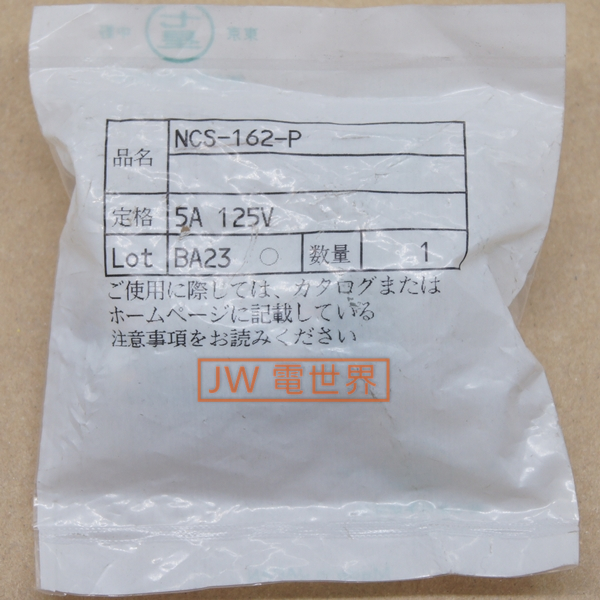 品名 NCS-162-P
定格 5A 125V
Lot BA23 ○ 数量 1
ご使用に際しては、カタログまたは
ホームページに記載している
注意事項をお読みください
JW 電世界